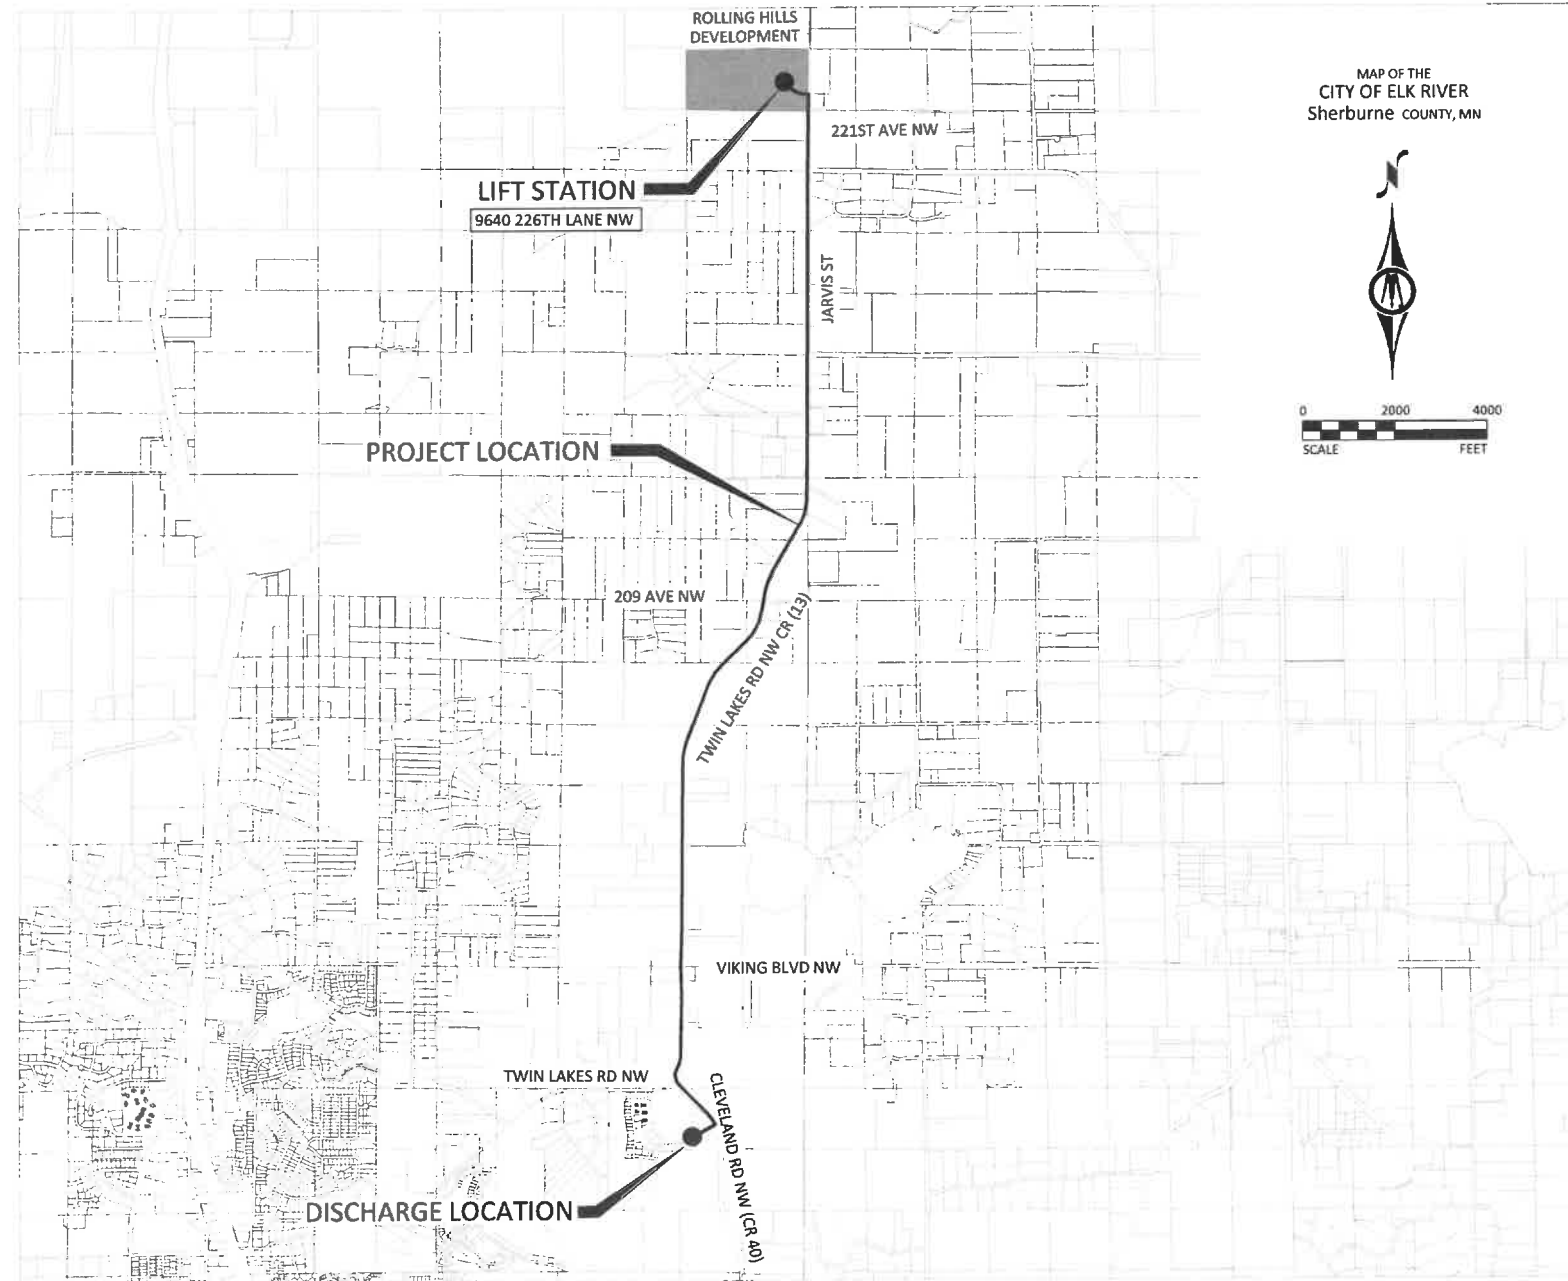 ROLLING HILLS
DEVELOPMENT
MAP OF THE
CITY OF ELK RIVER
Sherburne COUNTY, MN
N
221ST AVE NW
LIFT STATION
9640 226TH LANE NW
JARVIS ST
0 2000 4000
SCALE FEET
PROJECT LOCATION
209 AVE NW
TWIN LAKES RD NW CR (13)
VIKING BLVD NW
TWIN LAKES RD NW
CLEVELAND RD NW (CR 40)
DISCHARGE LOCATION